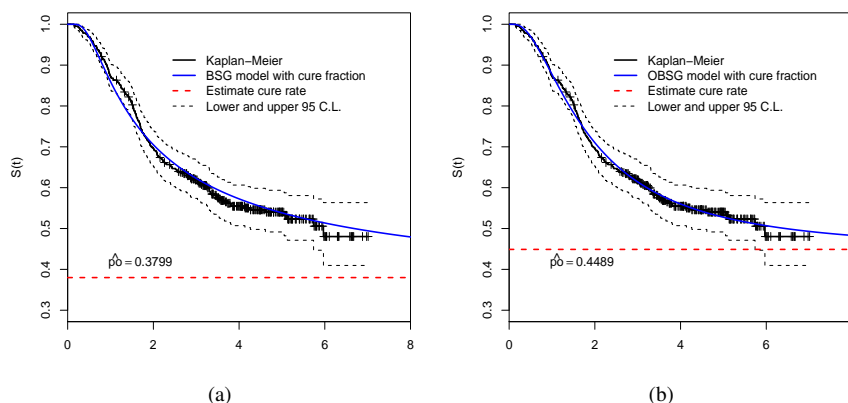 S(t)
1.0
0.9
0.8
0.7
0.6
0.5
0.4
0.3
Kaplan−Meier
BSG model with cure fraction
Estimate cure rate
Lower and upper 95 C.L.
p̂o = 0.3799
0 2 4 6 8
(a)
S(t)
1.0
0.9
0.8
0.7
0.6
0.5
0.4
0.3
Kaplan−Meier
OBSG model with cure fraction
Estimate cure rate
Lower and upper 95 C.L.
p̂o = 0.4489
0 2 4 6
(b)